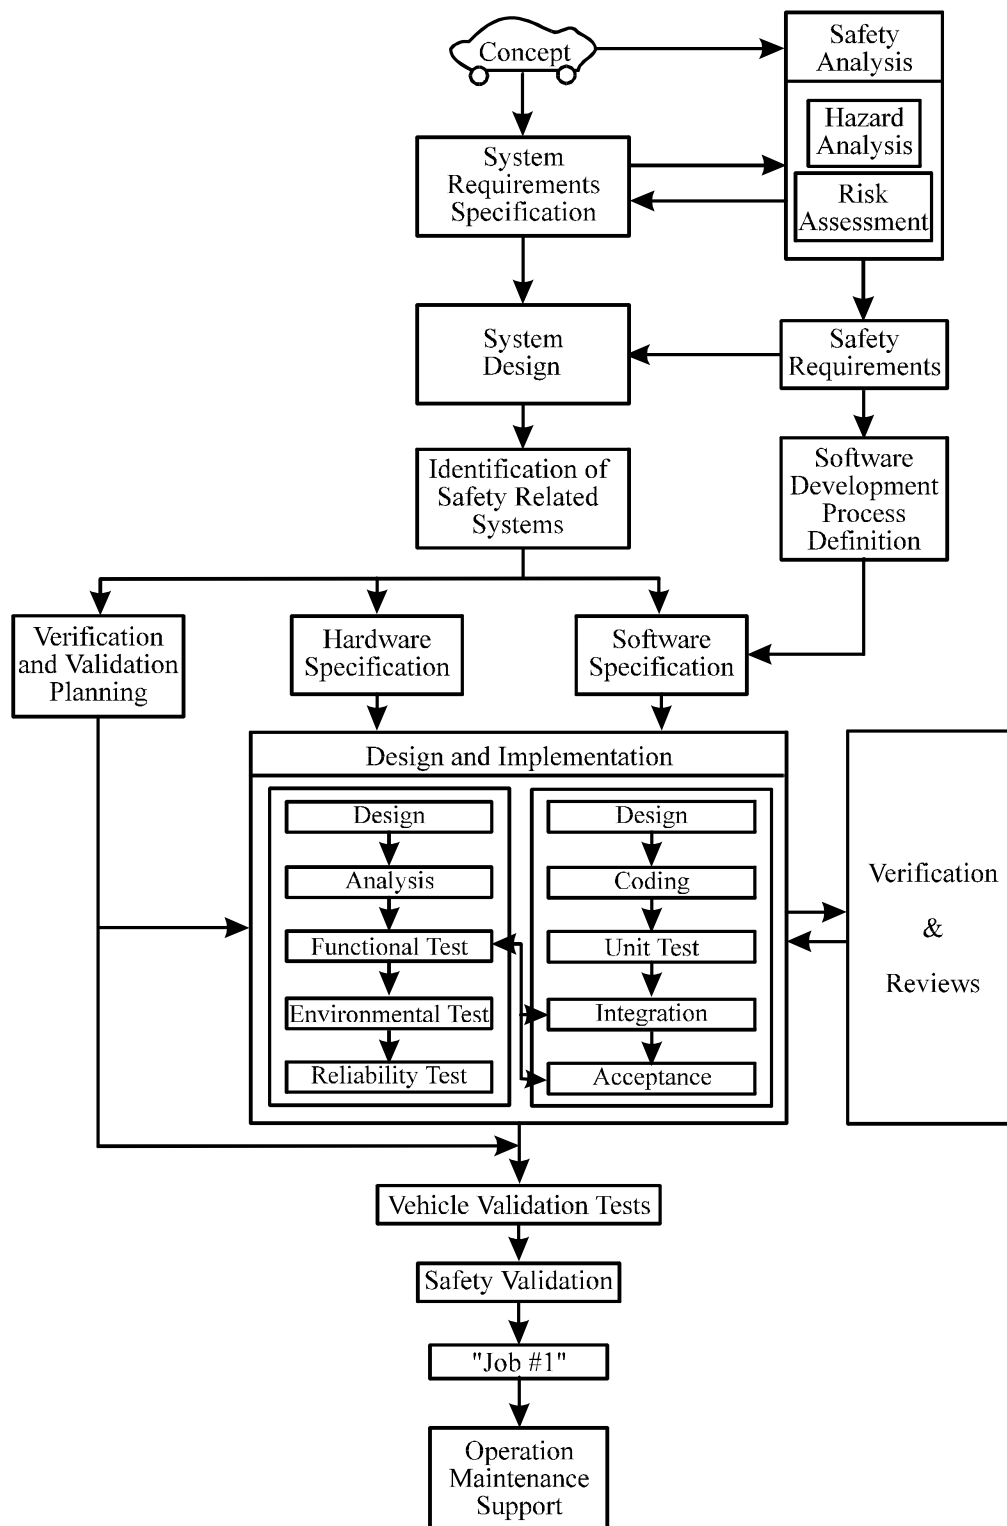 Concept
Safety
Analysis
Hazard
Analysis
Risk
Assessment
System
Requirements
Specification
System
Design
Safety
Requirements
Identification of
Safety Related
Systems
Software
Development
Process
Definition
Verification
and Validation
Planning
Hardware
Specification
Software
Specification
Design and Implementation
Design
Analysis
Functional Test
Environmental Test
Reliability Test
Design
Coding
Unit Test
Integration
Acceptance
Verification
&
Reviews
Vehicle Validation Tests
Safety Validation
"Job #1"
Operation
Maintenance
Support